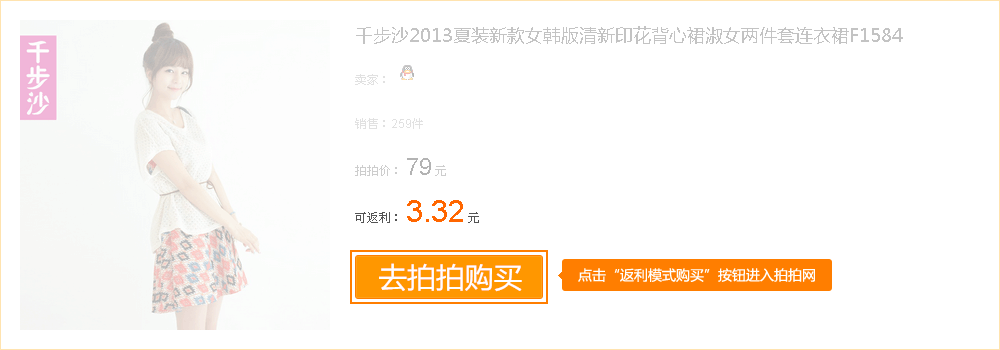 千步沙
千步沙2013夏装新款女韩版清新印花背心裙淑女两件套连衣裙F1584
卖家：
销售：259件
拍拍价：79元
可返利：3.32元
去拍拍购买
点击“返利模式购买”按钮进入拍拍网